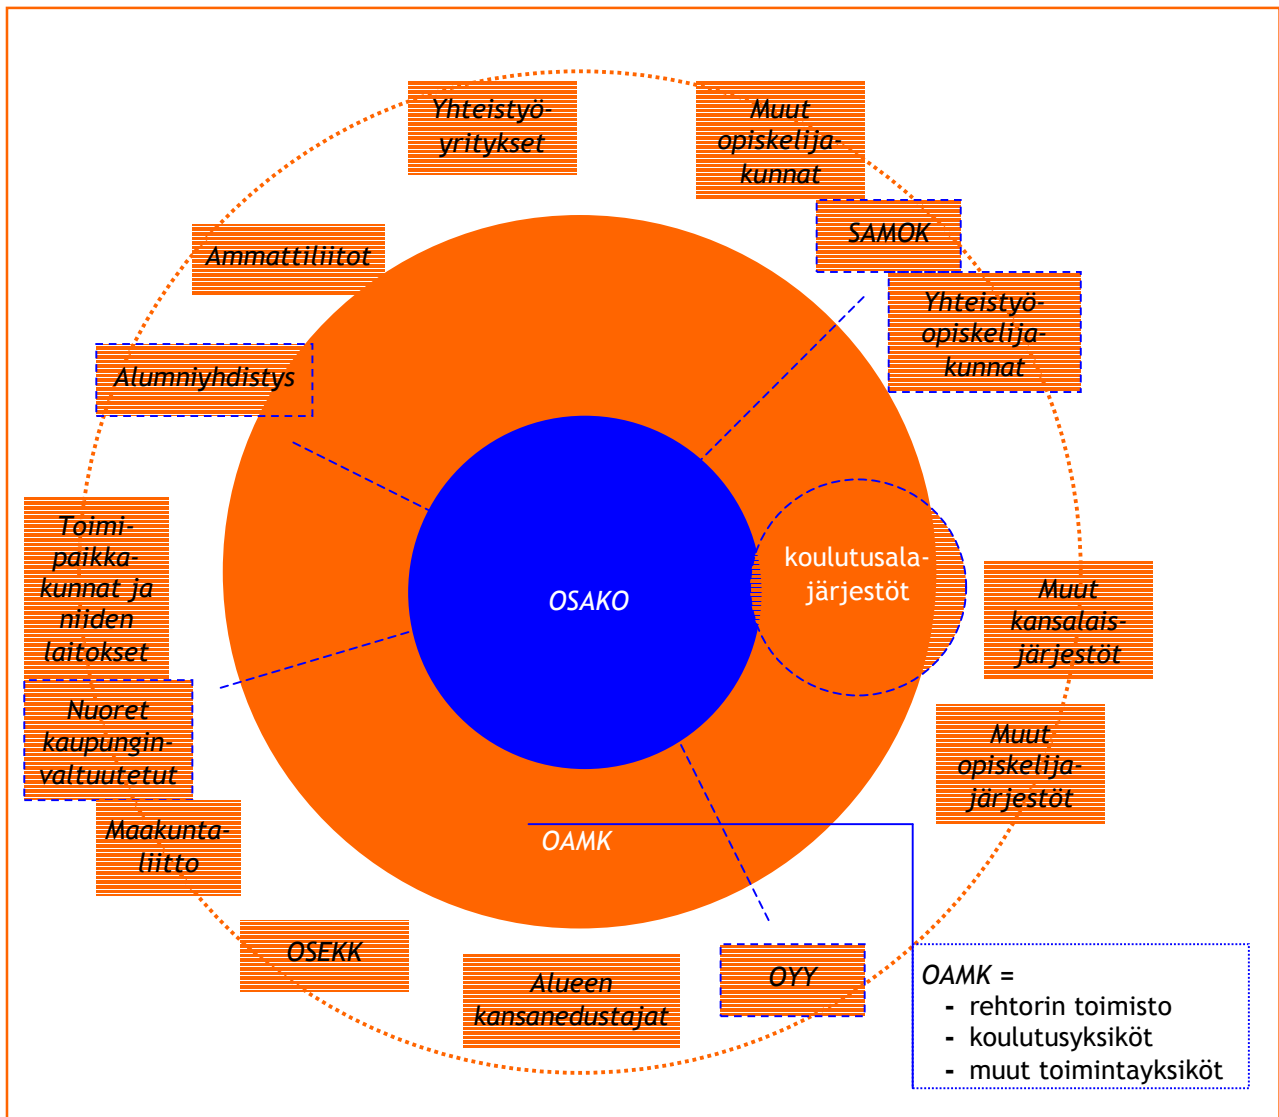 Yhteistyö-
yritykset
Muut
opiskelija-
kunnat
SAMOK
Yhteistyö-
opiskelija-
kunnat
Ammattiliitot
Alumniyhdistys
Toimi-
paikka-
kunnat ja
niiden
laitokset
Nuoret
kaupungin-
valtuutetut
Maakunta-
liitto
OSAKO
koulutusala-
järjestöt
Muut
kansalais-
järjestöt
Muut
opiskelija-
järjestöt
OAMK
OSEKK
Alueen
kansanedustajat
OYY
OAMK =
- rehtorin toimisto
- koulutusyksiköt
- muut toimintayksiköt